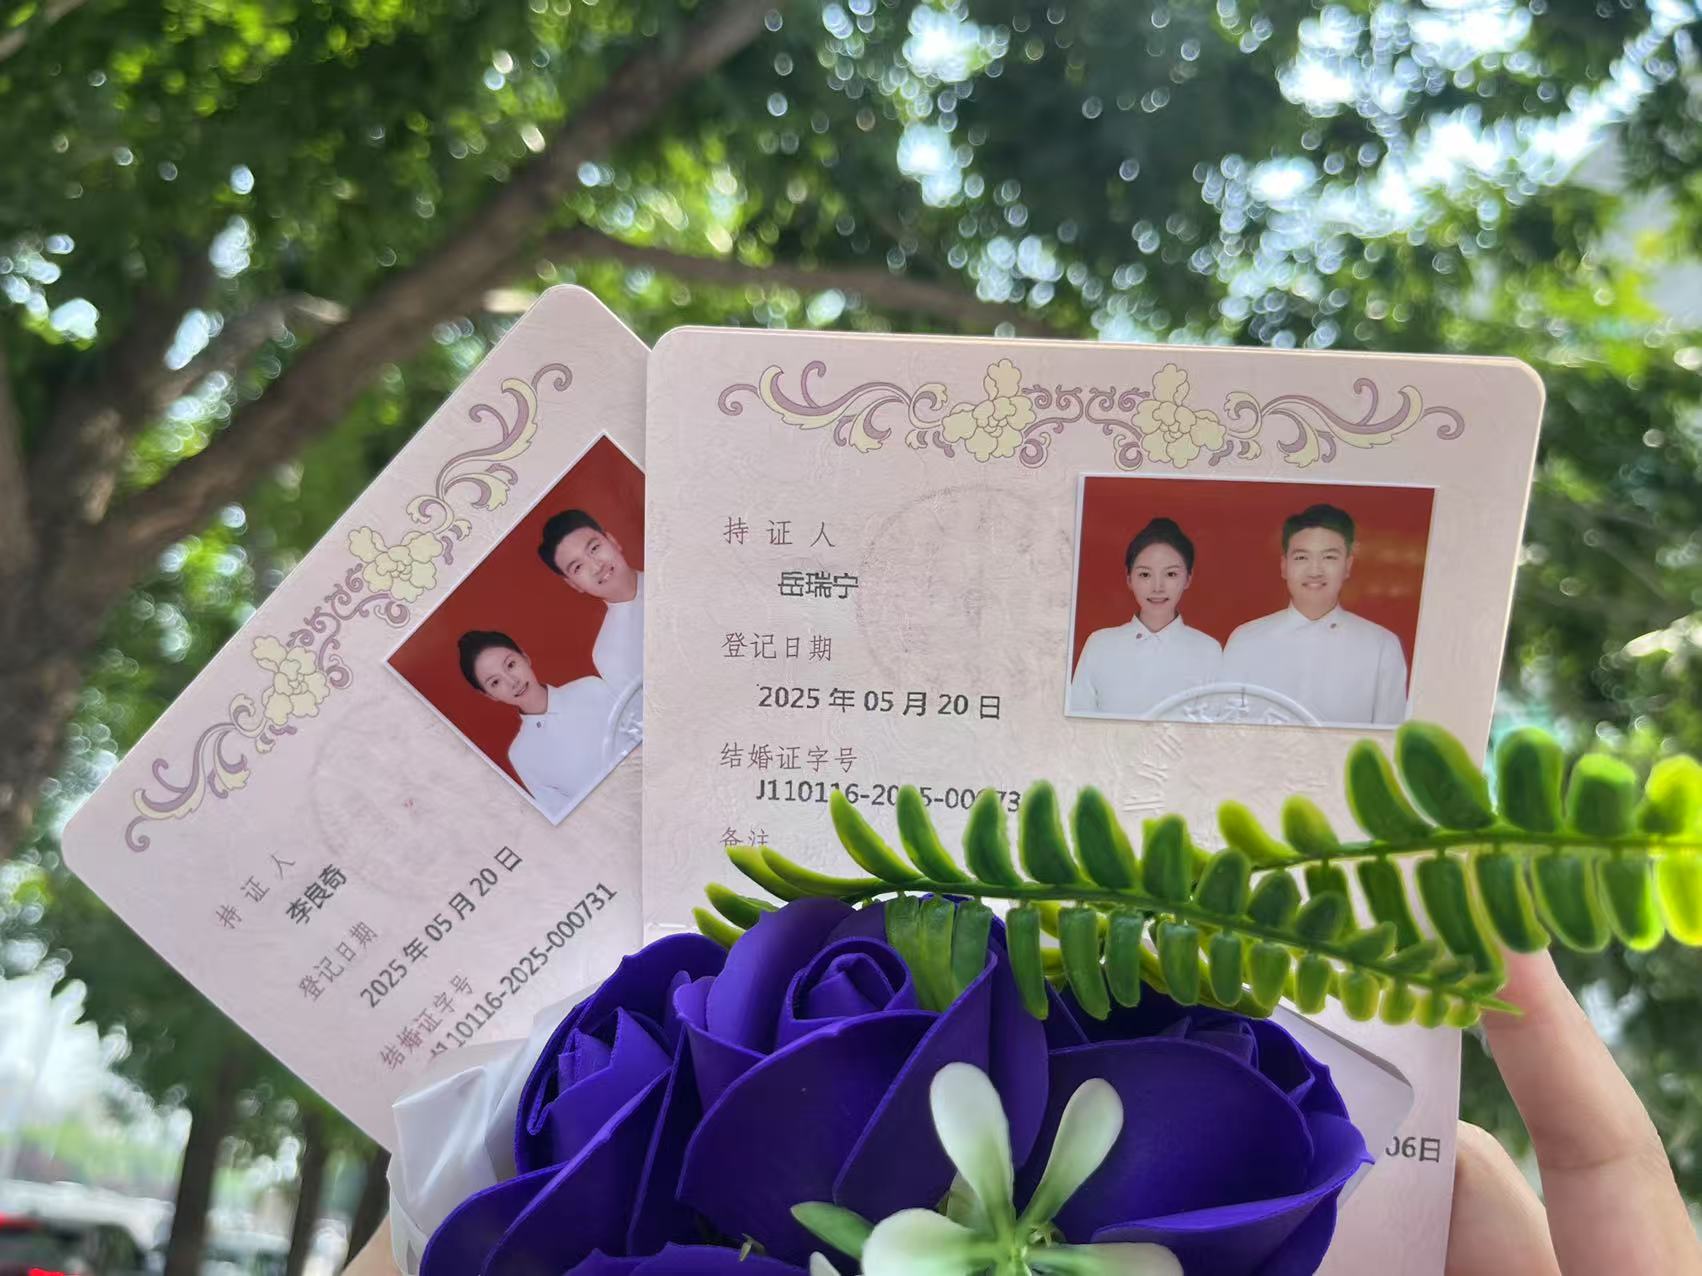 持证人
岳瑞宁
登记日期
2025年05月20日
结婚证字号
备注
06日
持证人
李良奇
登记日期
2025年05月20日
结婚证字号
J110116-2025-000731